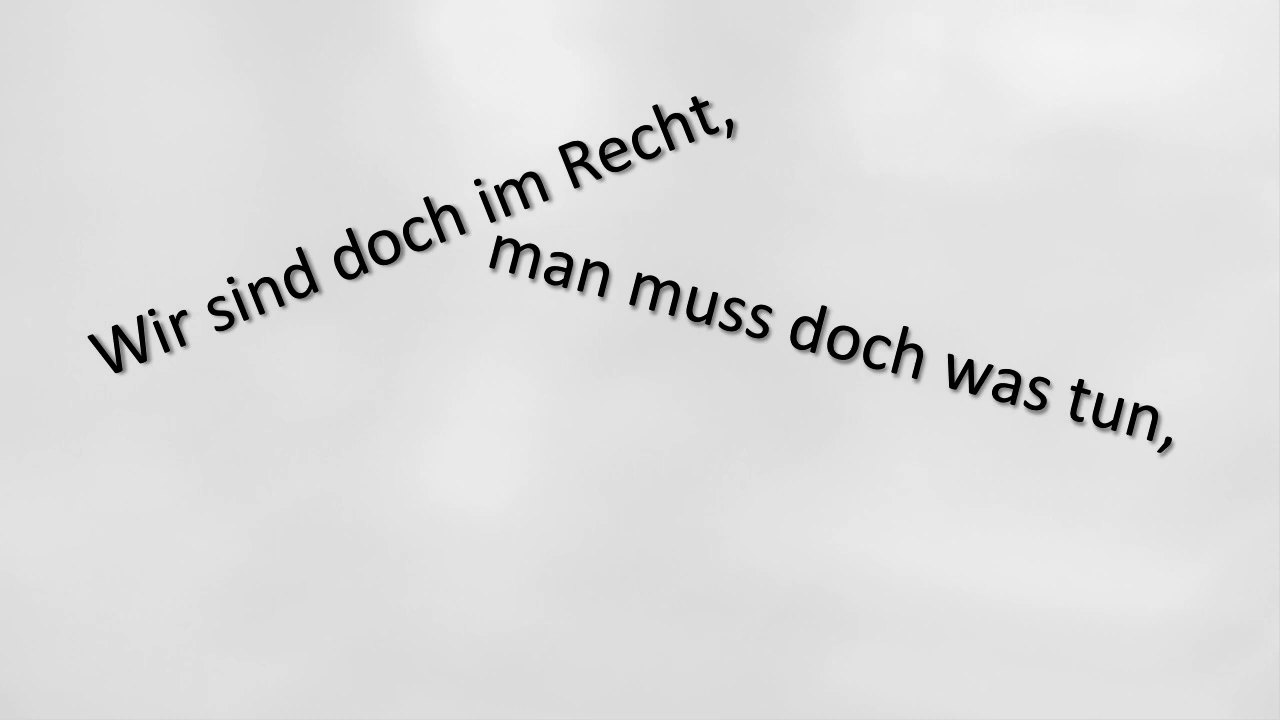 Wir sind doch im Recht,
man muss doch was tun,